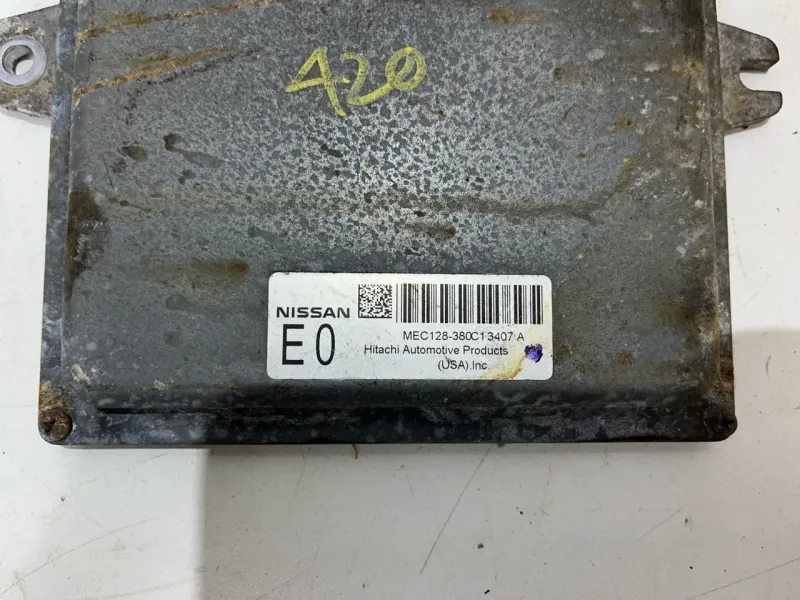 420
NISSAN
E0
MEC128-380C1 3407 A
Hitachi Automotive Products
(USA).Inc.